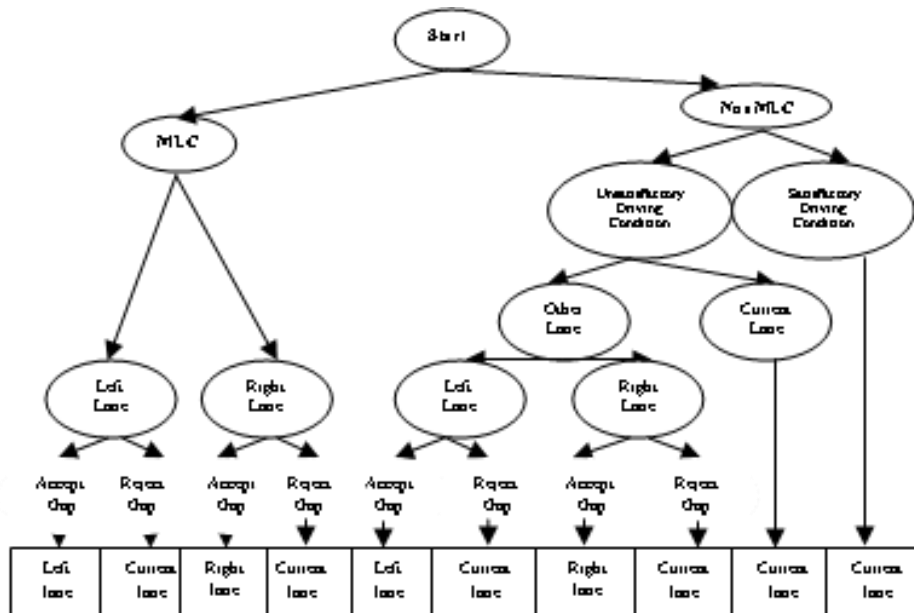 Start
Non MLC
MLC
Unsatisfactory
Driving
Condition
Satisfactory
Driving
Condition
Other
Lane
Current
Lane
Left
Lane
Right
Lane
Left
Lane
Right
Lane
Accept
Gap
Reject
Gap
Accept
Gap
Reject
Gap
Accept
Gap
Reject
Gap
Accept
Gap
Reject
Gap
Left
lane
Current
lane
Right
lane
Current
lane
Left
lane
Current
lane
Right
lane
Current
lane
Current
lane
Current
lane